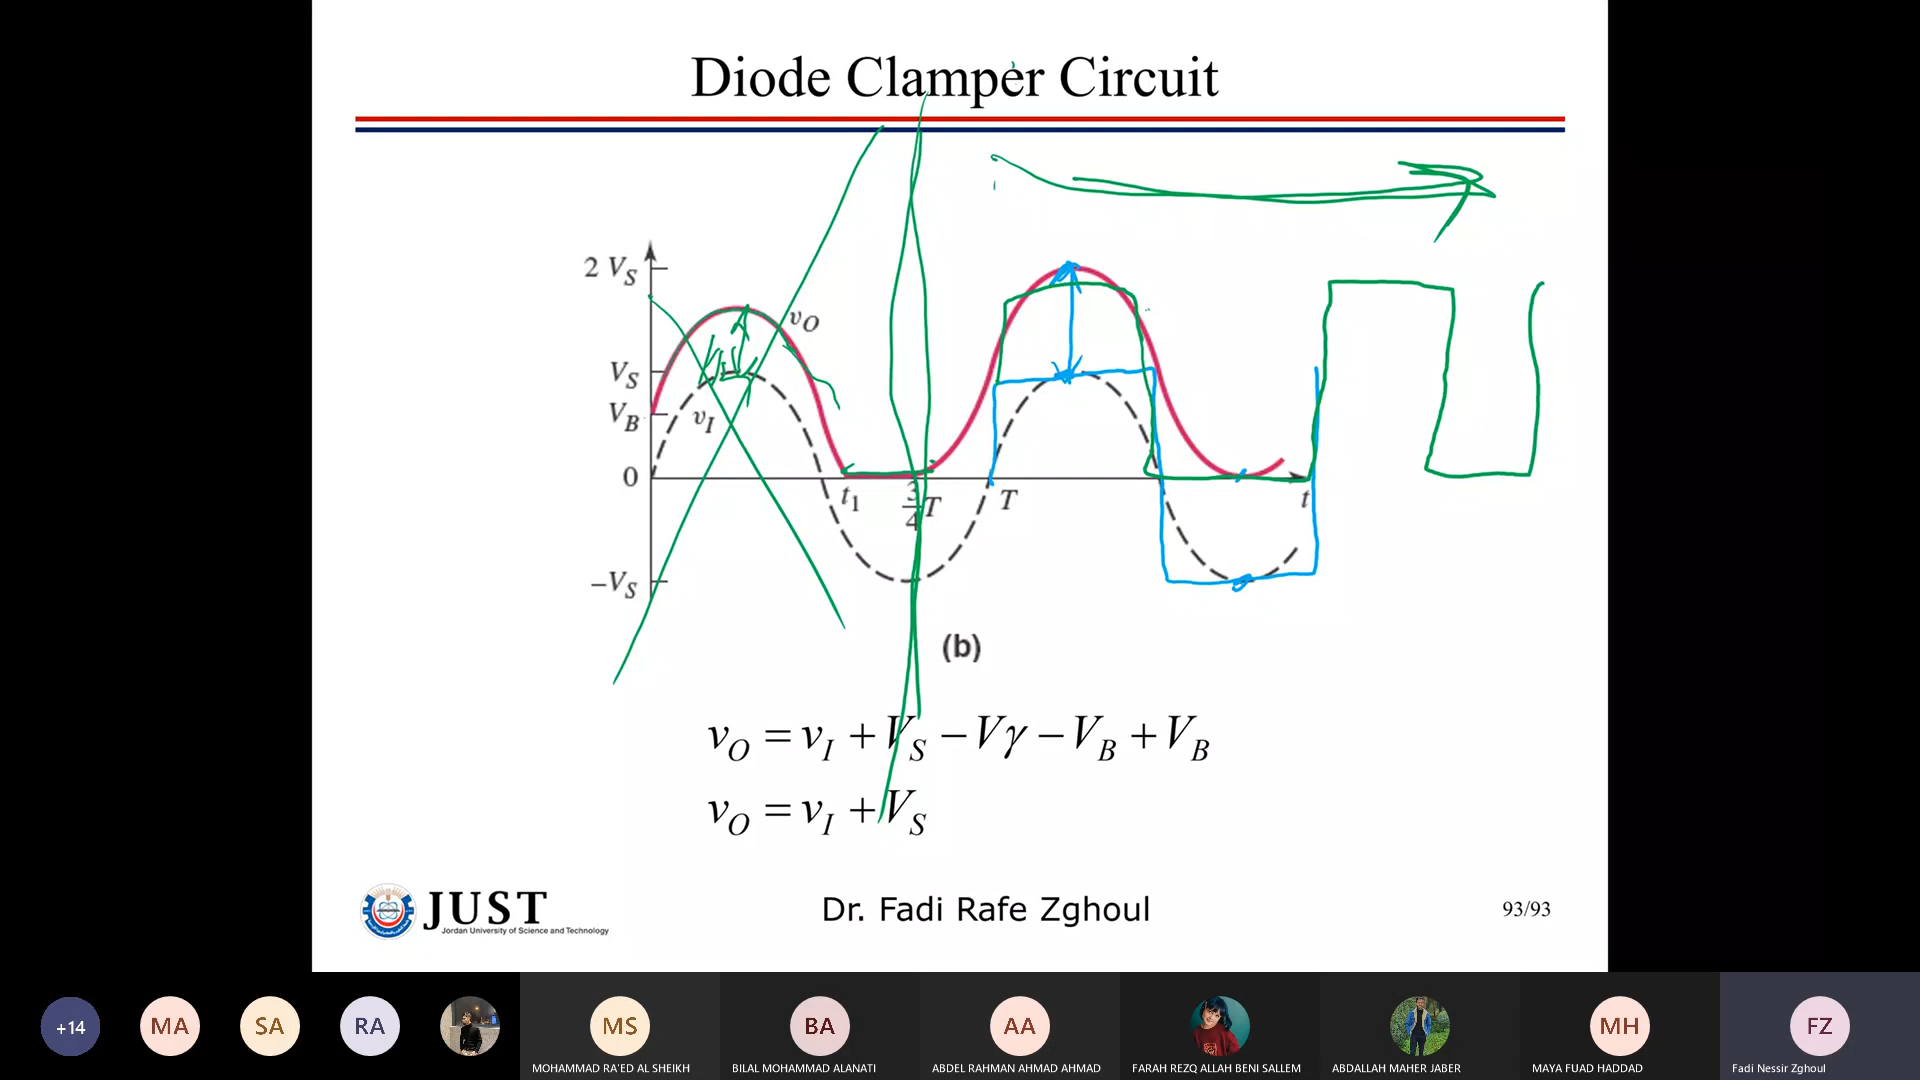 Diode Clamper Circuit
2 V_S
v_O
V_S
V_B
v_I
0
t_1
3/4 T
T
t
−V_S
(b)
v_O = v_I + V_S − Vγ − V_B + V_B
v_O = v_I + V_S
JUST
Jordan University of Science and Technology
Dr. Fadi Rafe Zghoul
93/93
+14
MA
SA
RA
MS
BA
AA
MH
FZ
MOHAMMAD RA'ED AL SHEIKH
BILAL MOHAMMAD ALANATI
ABDEL RAHMAN AHMAD AHMAD
FARAH REZQ ALLAH BENI SALLEM
ABDALLAH MAHER JABER
MAYA FUAD HADDAD
Fadi Nessir Zghoul